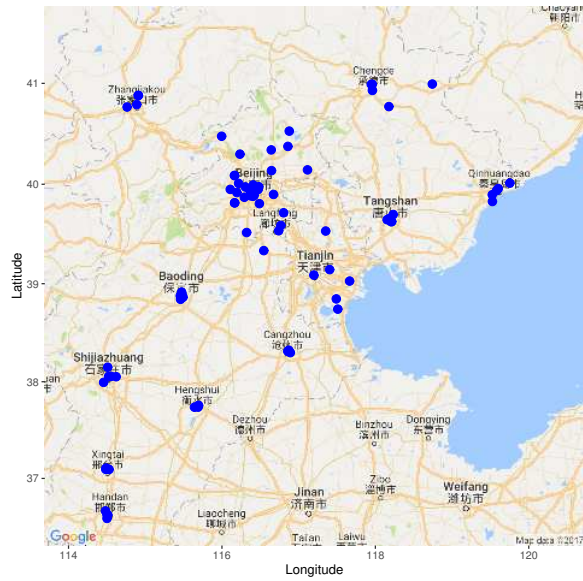 Chaoyang
朝阳市
Chengde
承德市
Zhangjiakou
张家口市
41
Beijing
Qinhuangdao
秦皇岛市
40
Tangshan
唐山市
Langfang
廊坊市
Tianjin
天津市
Baoding
保定市
39
Latitude
Cangzhou
沧州市
Shijiazhuang
石家庄市
38
Hengshui
衡水市
Dezhou
德州市
Binzhou
滨州市
Dongying
东营市
Xingtai
邢台市
37
Zibo
淄博市
Weifang
潍坊市
Handan
邯郸市
Jinan
济南市
Liaocheng
聊城市
Tai'an
Laiwu
Google
Map data ©2017
114
116
118
120
Longitude